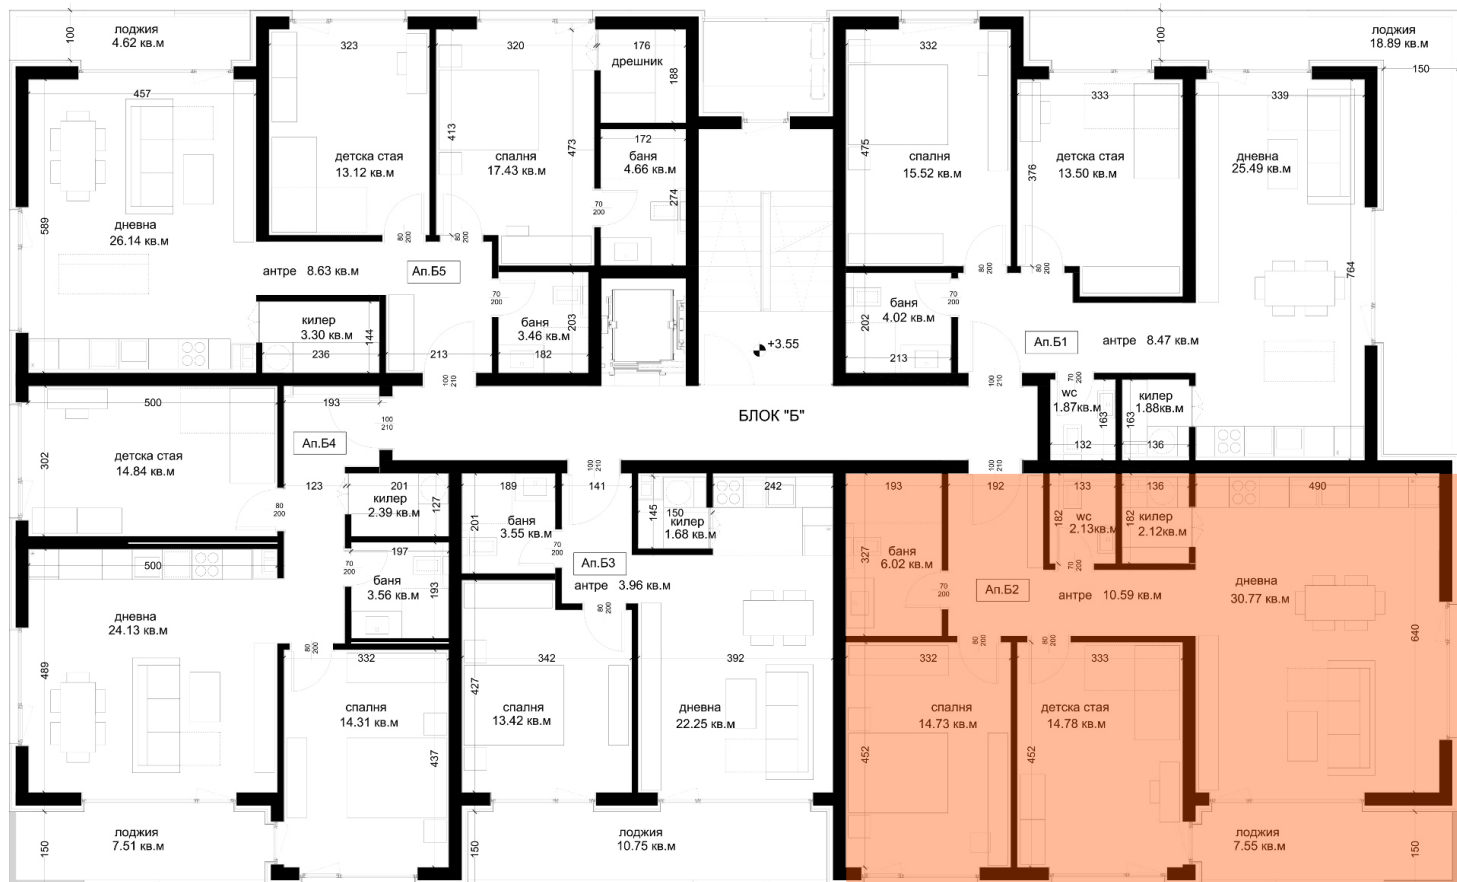 лоджия
4.62 кв.м
100
457
589
дневна
26.14 кв.м
323
детска стая
13.12 кв.м
320
413
473
спалня
17.43 кв.м
176
дрешник
188
172
баня
4.66 кв.м
274
70
200
80
200
80
200
антре 8.63 кв.м
Ап.Б5
килер
3.30 кв.м
144
236
213
70
200
баня
3.46 кв.м
203
182
100
210
+3.55
БЛОК "Б"
332
475
спалня
15.52 кв.м
100
333
376
детска стая
13.50 кв.м
лоджия
18.89 кв.м
150
339
дневна
25.49 кв.м
764
80
200
80
200
баня
4.02 кв.м
202
213
70
200
Ап.Б1
антре 8.47 кв.м
100
210
70
200
wc
1.87кв.м
163
132
килер
1.88кв.м
163
136
500
302
детска стая
14.84 кв.м
193
100
210
Ап.Б4
123
80
200
201
килер
2.39 кв.м
127
197
70
200
баня
3.56 кв.м
193
500
дневна
24.13 кв.м
489
80
200
332
спалня
14.31 кв.м
437
лоджия
7.51 кв.м
150
189
201
баня
3.55 кв.м
141
100
210
70
200
Ап.Б3
антре 3.96 кв.м
145
150
килер
1.68 кв.м
242
80
200
342
427
спалня
13.42 кв.м
392
дневна
22.25 кв.м
лоджия
10.75 кв.м
150
193
327
баня
6.02 кв.м
192
100
210
70
200
Ап.Б2
антре 10.59 кв.м
133
182
wc
2.13кв.м
70
200
136
182
килер
2.12кв.м
490
дневна
30.77 кв.м
640
80
200
80
200
332
452
спалня
14.73 кв.м
333
452
детска стая
14.78 кв.м
лоджия
7.55 кв.м
150